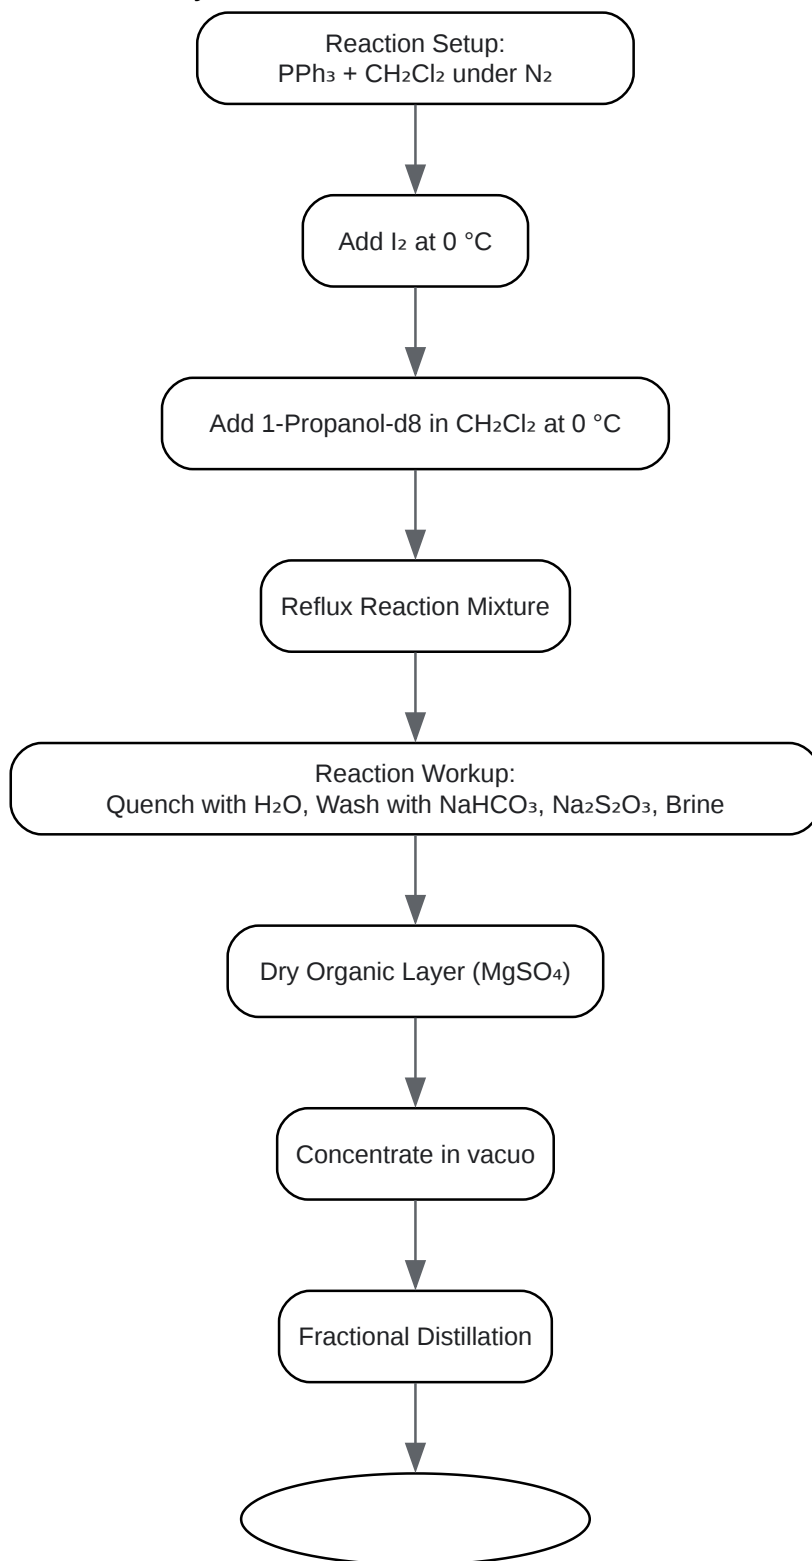 Reaction Setup:
PPh₃ + CH₂Cl₂ under N₂
Add I₂ at 0 °C
Add 1-Propanol-d8 in CH₂Cl₂ at 0 °C
Reflux Reaction Mixture
Reaction Workup:
Quench with H₂O, Wash with NaHCO₃, Na₂S₂O₃, Brine
Dry Organic Layer (MgSO₄)
Concentrate in vacuo
Fractional Distillation